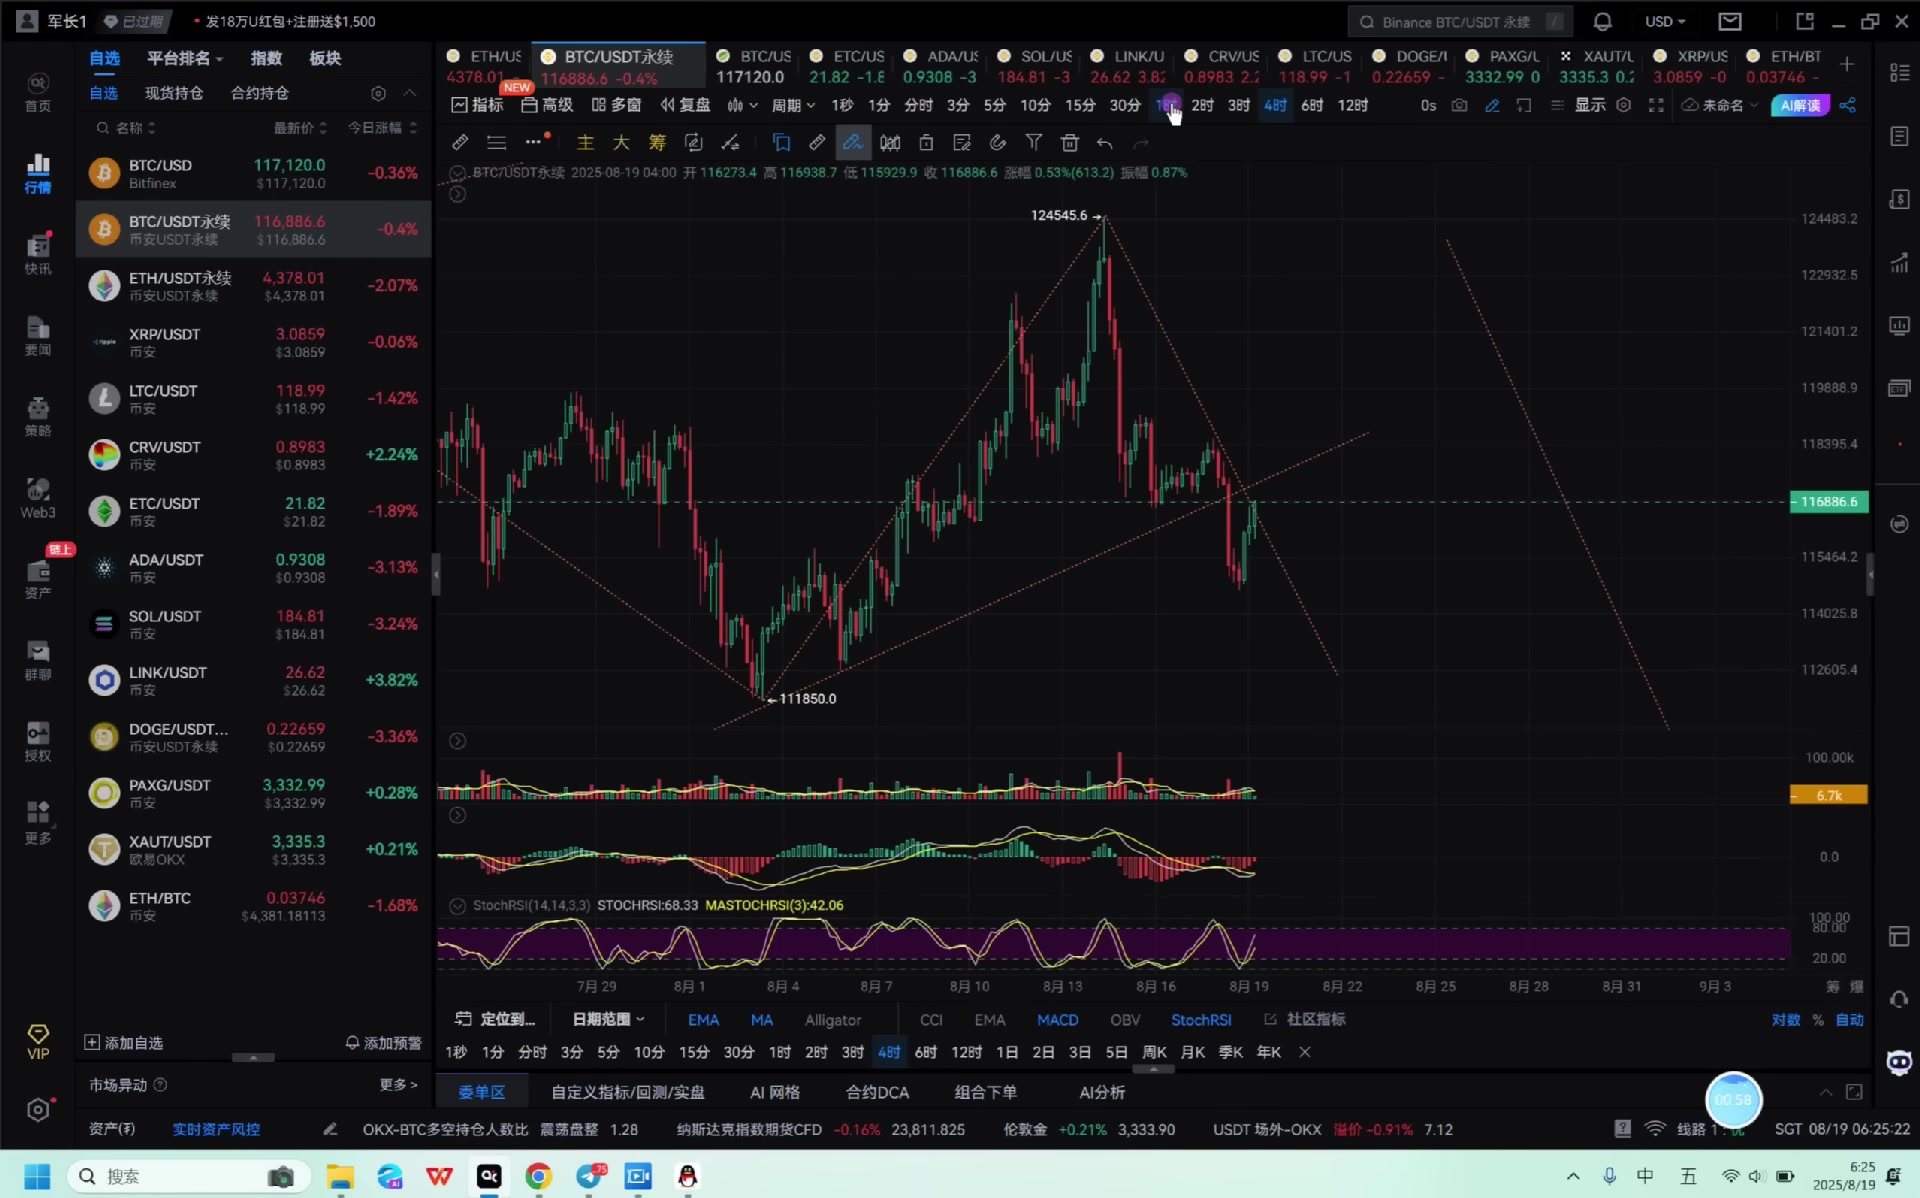 军长1 已过期 • 发18万U红包+注册送$1,500
Binance BTC/USDT 永续 /
USD
自选 平台排名 指数 板块
自选 现货持仓 合约持仓
名称 最新价 今日涨幅
BTC/USD 117,120.0 -0.36%
Bitfinex $117,120.0
BTC/USDT永续 116,886.6 -0.4%
币安USDT永续 $116,886.6
ETH/USDT永续 4,378.01 -2.07%
币安USDT永续 $4,378.01
XRP/USDT 3.0859 -0.06%
币安 $3.0859
LTC/USDT 118.99 -1.42%
币安 $118.99
CRV/USDT 0.8983 +2.24%
币安 $0.8983
ETC/USDT 21.82 -1.89%
币安 $21.82
ADA/USDT 0.9308 -3.13%
币安 $0.9308
SOL/USDT 184.81 -3.24%
币安 $184.81
LINK/USDT 26.62 +3.82%
币安 $26.62
DOGE/USDT... 0.22659 -3.36%
币安USDT永续 $0.22659
PAXG/USDT 3,332.99 +0.28%
币安 $3,332.99
XAUT/USDT 3,335.3 +0.21%
欧易OKX $3,335.3
ETH/BTC 0.03746 -1.68%
币安 $4,381.18113
添加自选 添加预警
市场异动 更多 >
首页
行情
快讯
要闻
策略
Web3
链上
资产
群聊
授权
更多
VIP
ETH/US BTC/USDT永续 BTC/US ETC/US ADA/US SOL/US LINK/U CRV/US LTC/US DOGE/I PAXG/L XAUT/L XRP/US ETH/BT
4378.01 - 116886.6 -0.4% 117120.0 21.82 -1.8 0.9308 -3 184.81 -3 26.62 3.82 0.8983 2.2 118.99 -1 0.22659 - 3332.99 0 3335.3 0.2 3.0859 -0 0.03746 -
NEW
指标 高级 多窗 复盘 周期 1秒 1分 分时 3分 5分 10分 15分 30分 2时 3时 4时 6时 12时 0s 显示 未命名 AI解读
主 大 筹
BTC/USDT永续 2025-08-19 04:00 开 116273.4 高 116938.7 低 115929.9 收 116886.6 涨幅 0.53%(613.2) 振幅 0.87%
124545.6
111850.0
124483.2
122932.5
121401.2
119888.9
118395.4
116886.6
115464.2
114025.8
112605.4
100.00k
6.7k
0.0
StochRSI(14,14,3,3) STOCHRSI:68.33 MASTOCHRSI(3):42.06
100.00
80.00
20.00
7月 29 8月 1 8月 4 8月 7 8月 10 8月 13 8月 16 8月 19 8月 22 8月 25 8月 28 8月 31 9月 3 筹 爆
定位到... 日期范围 EMA MA Alligator CCI EMA MACD OBV StochRSI 社区指标 对数 % 自动
1秒 1分 分时 3分 5分 10分 15分 30分 1时 2时 3时 4时 6时 12时 1日 2日 3日 5日 周K 月K 季K 年K
委单区 自定义指标/回测/实盘 AI 网格 合约DCA 组合下单 AI分析
00:58
资产(₮) 实时资产风控 OKX-BTC多空持仓人数比 震荡盘整 1.28 纳斯达克指数期货CFD -0.16% 23,811.825 伦敦金 +0.21% 3,333.90 USDT 场外-OKX 溢价 -0.91% 7.12 线路 1 SGT 08/19 06:25:22
搜索 75 中 五 6:25
2025/8/19